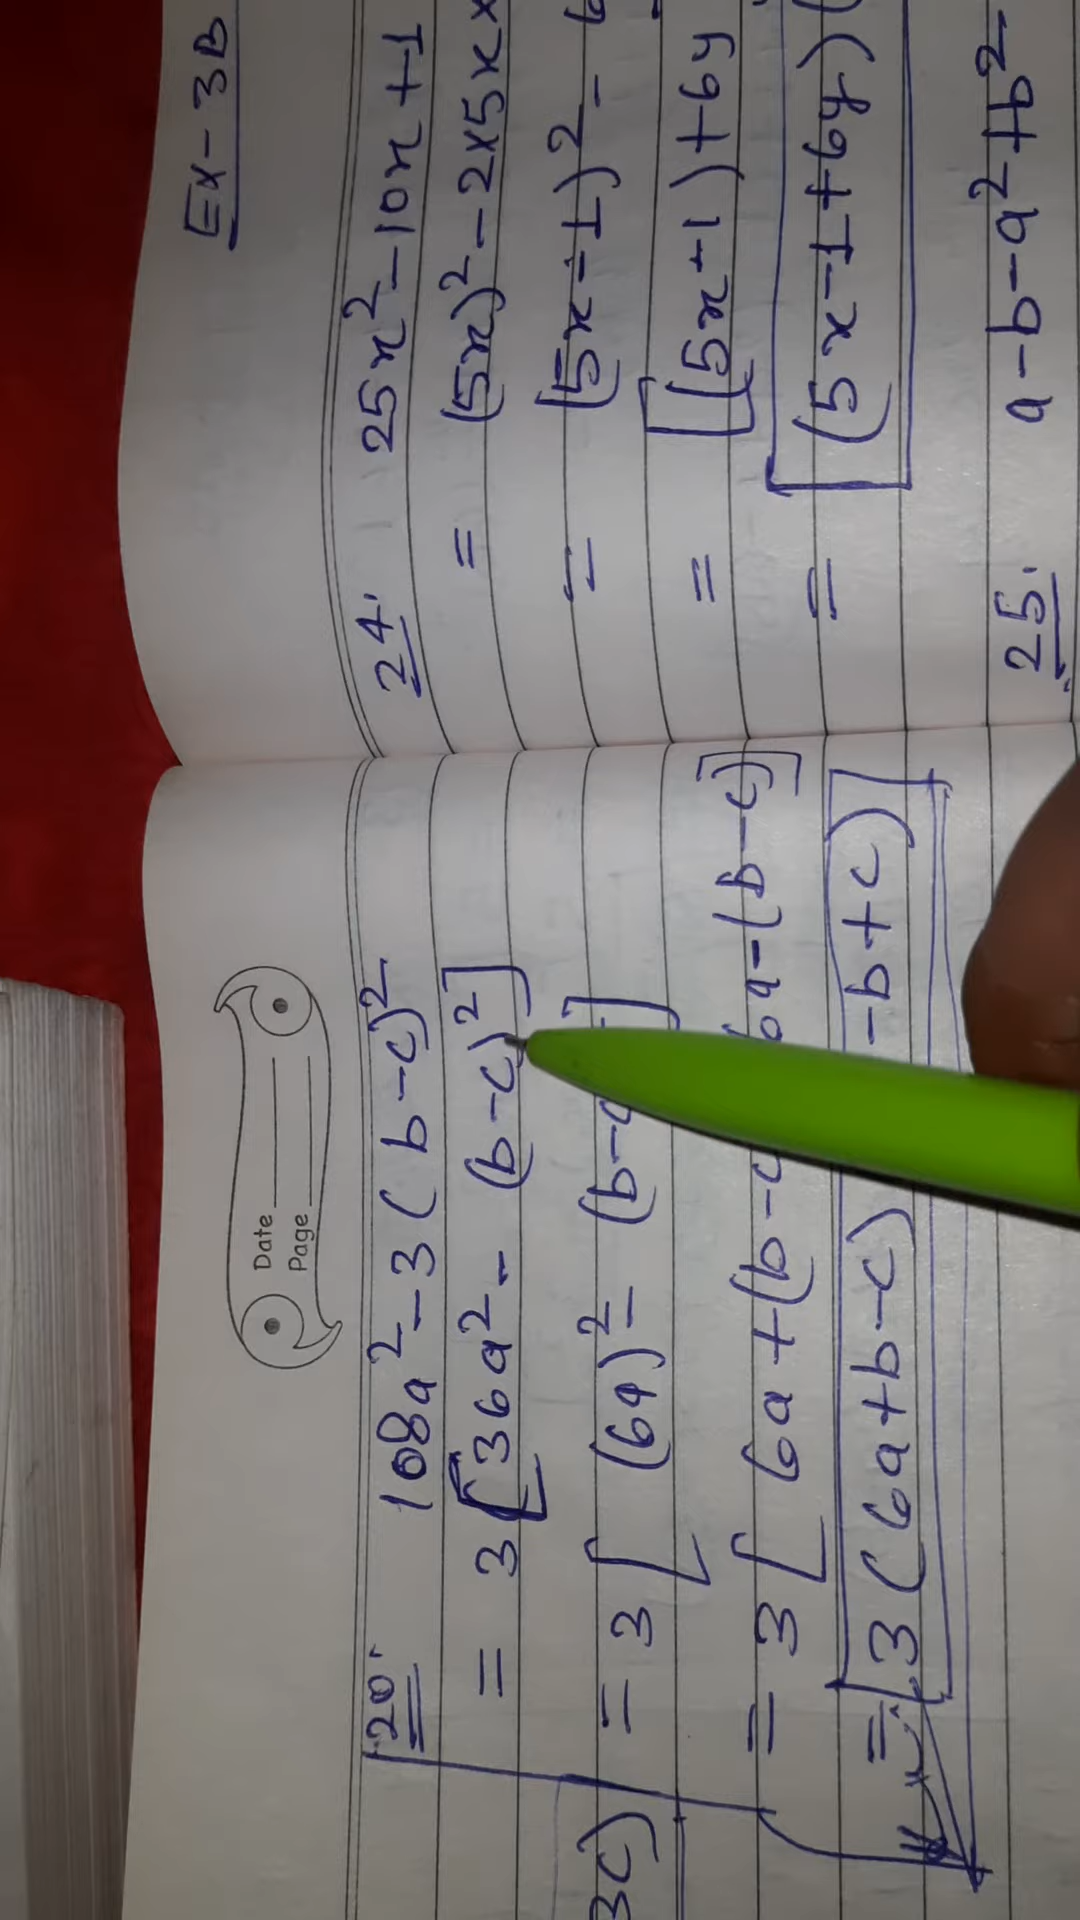 Date
Page
20. 108a² - 3(b-c)²
= 3[36a² - (b-c)²]
= 3[(6a)² - (b-c
= 3[6a+(b-c 6a-(b-c)]
= 3(6a+b-c) -b+c)
3c)
EX-3B
24. 25x²-10x+1
= (5x)²-2×5x×
= (5x-1)² -
= [(5x-1)+6y
= (5x-1+6y)(
25. a-b-a²+b²-